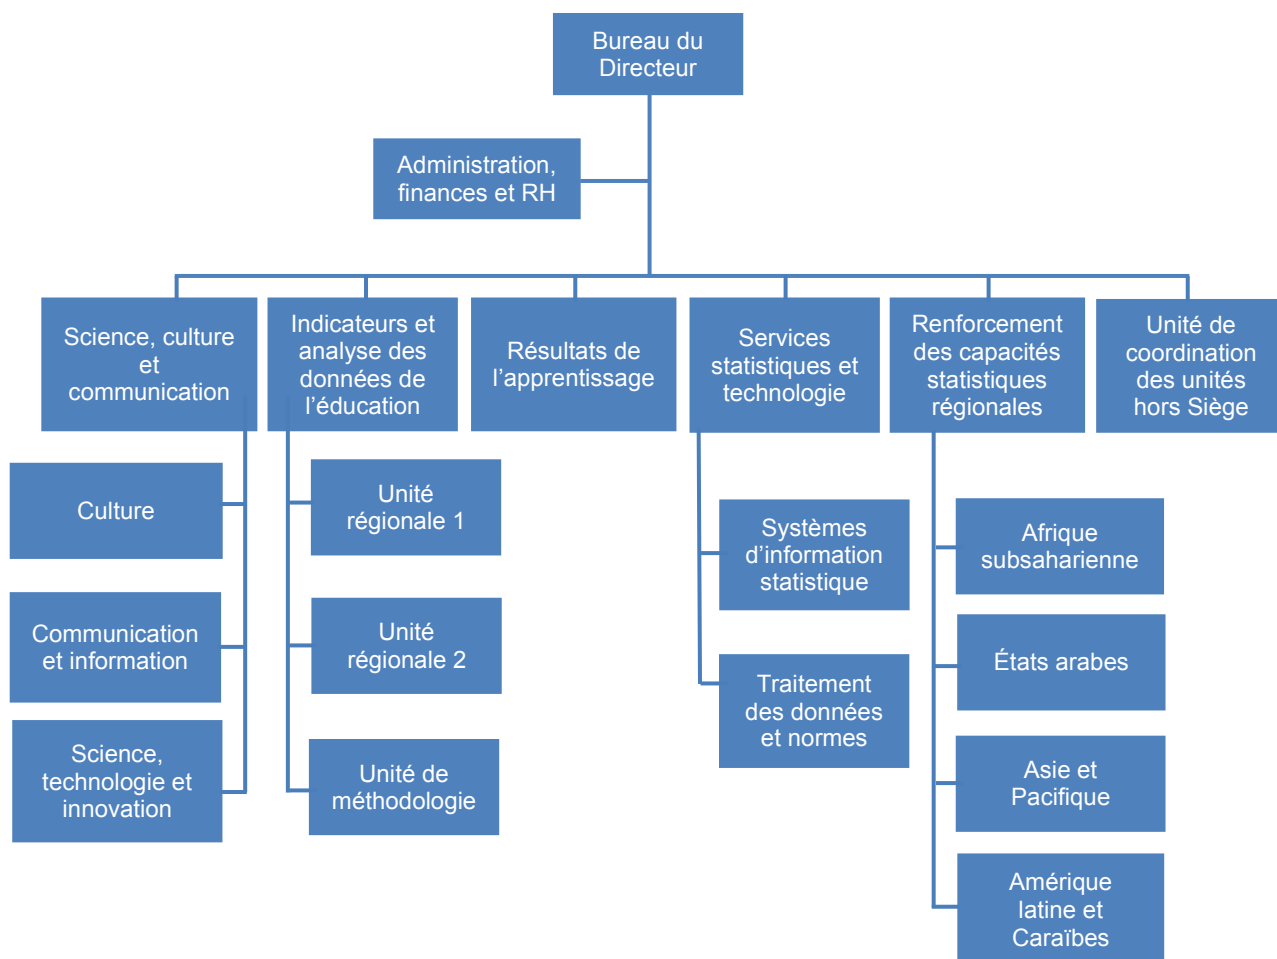 Bureau du
Directeur
Administration,
finances et RH
Science, culture
et
communication
Indicateurs et
analyse des
données de
l’éducation
Résultats de
l’apprentissage
Services
statistiques et
technologie
Renforcement
des capacités
statistiques
régionales
Unité de
coordination
des unités
hors Siège
Culture
Communication
et information
Science,
technologie et
innovation
Unité
régionale 1
Unité
régionale 2
Unité de
méthodologie
Systèmes
d’information
statistique
Traitement
des données
et normes
Afrique
subsaharienne
États arabes
Asie et
Pacifique
Amérique
latine et
Caraïbes